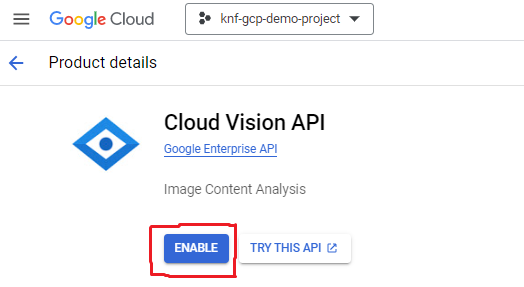 Google Cloud
knf-gcp-demo-project
Product details
Cloud Vision API
Google Enterprise API
Image Content Analysis
ENABLE
TRY THIS API